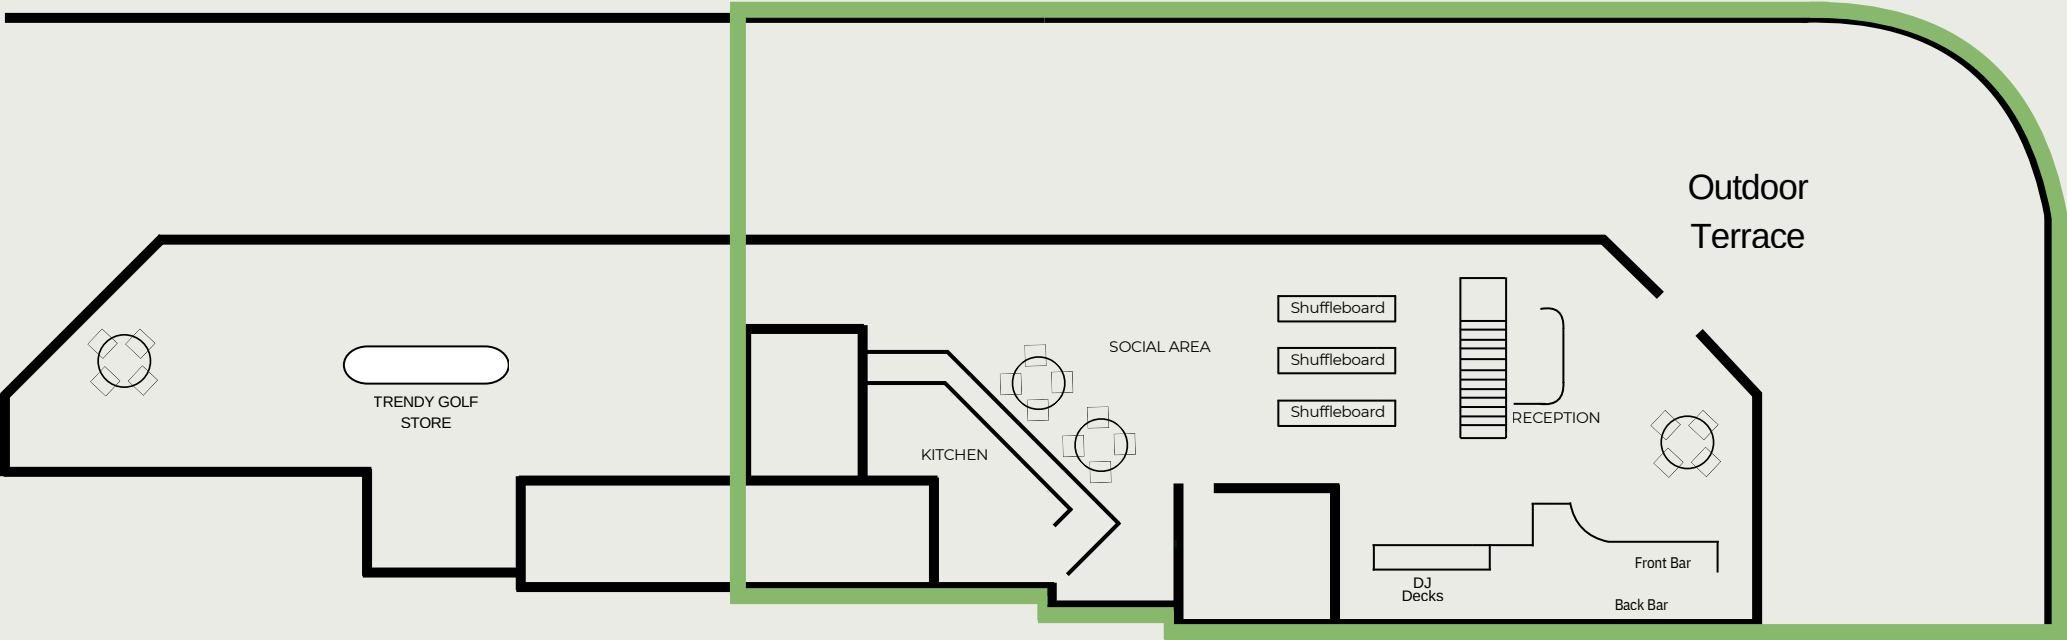 Outdoor
Terrace
Shuffleboard
SOCIAL AREA
Shuffleboard
TRENDY GOLF
STORE
Shuffleboard
RECEPTION
KITCHEN
Front Bar
DJ
Decks
Back Bar